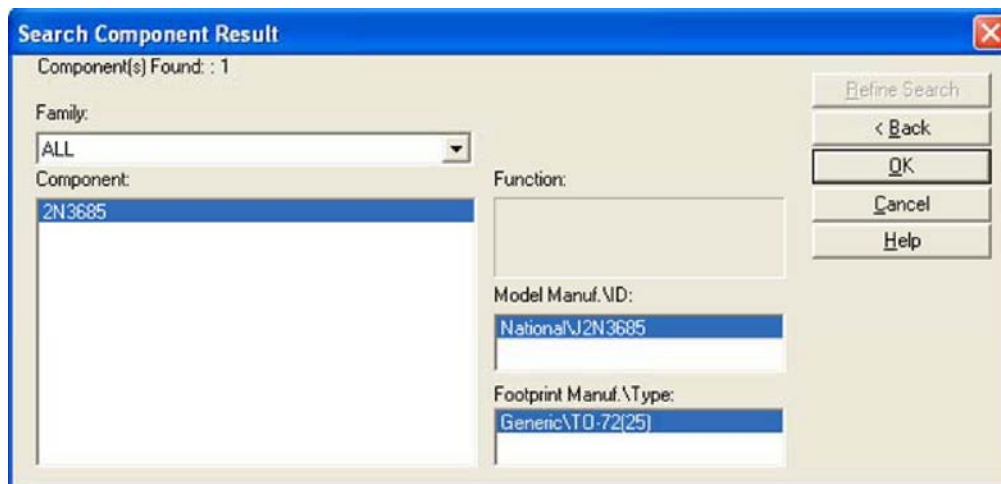 Search Component Result
Component(s) Found: : 1
Refine Search
Family:
< Back
ALL
OK
Component:
Function:
2N3685
Cancel
Help
Model Manuf.\ID:
National\J2N3685
Footprint Manuf.\Type:
Generic\TO-72(25)